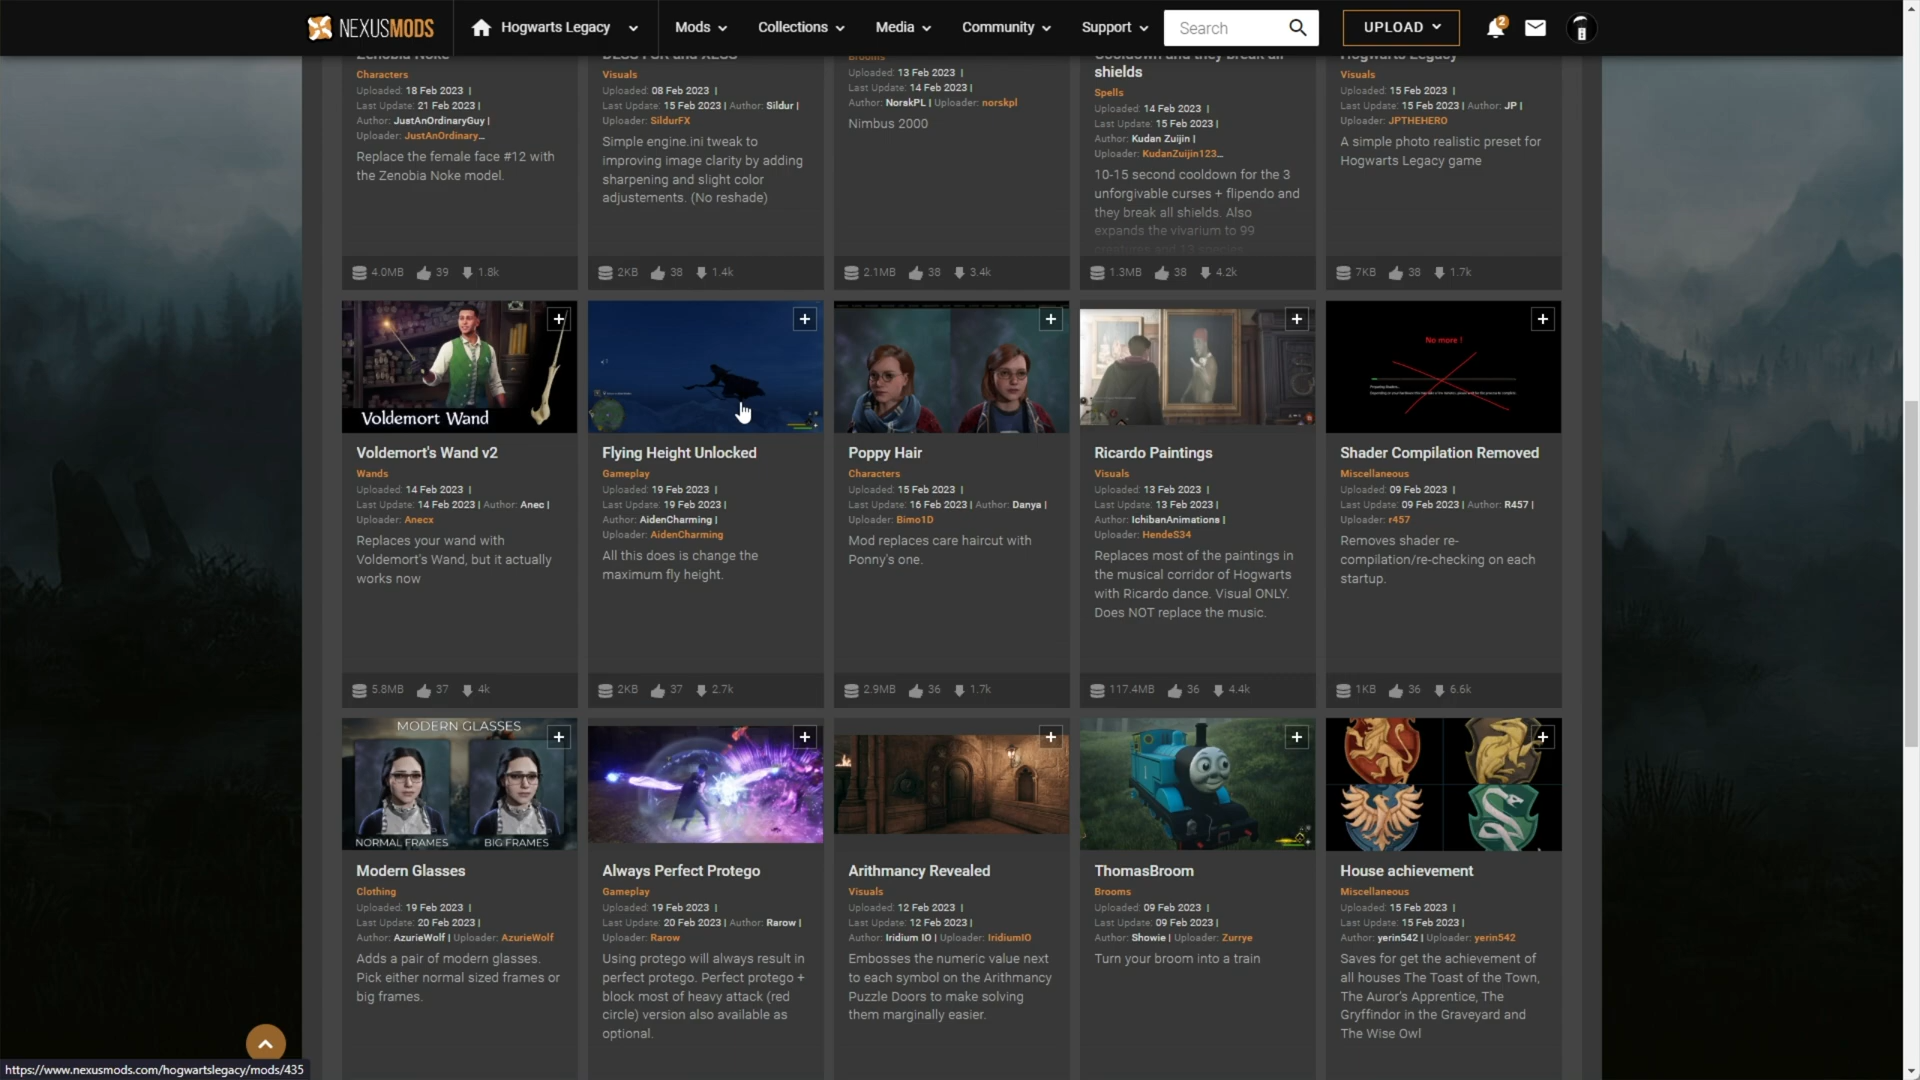 NEXUSMODS
Hogwarts Legacy
Mods
Collections
Media
Community
Support
Search
UPLOAD
2
Zenobia Noke
Characters
Uploaded: 18 Feb 2023 |
Last Update: 21 Feb 2023 |
Author: JustAnOrdinaryGuy |
Uploader: JustAnOrdinary...
Replace the female face #12 with
the Zenobia Noke model.
4.0MB 39 1.8k
Visuals
Uploaded: 08 Feb 2023 |
Last Update: 15 Feb 2023 | Author: Sildur |
Uploader: SildurFX
Simple engine.ini tweak to
improving image clarity by adding
sharpening and slight color
adjustements. (No reshade)
2KB 38 1.4k
Brooms
Uploaded: 13 Feb 2023 |
Last Update: 14 Feb 2023 |
Author: NorskPL | Uploader: norskpl
Nimbus 2000
2.1MB 38 3.4k
Cooldown and they break all
shields
Spells
Uploaded: 14 Feb 2023 |
Last Update: 15 Feb 2023 |
Author: Kudan Zuijin |
Uploader: KudanZuijin123...
10-15 second cooldown for the 3
unforgivable curses + flipendo and
they break all shields. Also
expands the vivarium to 99
creatures and 13 species
1.3MB 38 4.2k
Hogwarts Legacy
Visuals
Uploaded: 15 Feb 2023 |
Last Update: 15 Feb 2023 | Author: JP |
Uploader: JPTHEHERO
A simple photo realistic preset for
Hogwarts Legacy game
7KB 38 1.7k
Voldemort Wand
Voldemort's Wand v2
Wands
Uploaded: 14 Feb 2023 |
Last Update: 14 Feb 2023 | Author: Anec |
Uploader: Anecx
Replaces your wand with
Voldemort's Wand, but it actually
works now
5.8MB 37 4k
Flying Height Unlocked
Gameplay
Uploaded: 19 Feb 2023 |
Last Update: 19 Feb 2023 |
Author: AidenCharming |
Uploader: AidenCharming
All this does is change the
maximum fly height.
2KB 37 2.7k
Poppy Hair
Characters
Uploaded: 15 Feb 2023 |
Last Update: 16 Feb 2023 | Author: Danya |
Uploader: Bimo1D
Mod replaces care haircut with
Ponny's one.
2.9MB 36 1.7k
Ricardo Paintings
Visuals
Uploaded: 13 Feb 2023 |
Last Update: 13 Feb 2023 |
Author: IchibanAnimations |
Uploader: HendeS34
Replaces most of the paintings in
the musical corridor of Hogwarts
with Ricardo dance. Visual ONLY.
Does NOT replace the music.
117.4MB 36 4.4k
No more !
Shader Compilation Removed
Miscellaneous
Uploaded: 09 Feb 2023 |
Last Update: 09 Feb 2023 | Author: R457 |
Uploader: r457
Removes shader re-
compilation/re-checking on each
startup.
1KB 36 6.6k
MODERN GLASSES
NORMAL FRAMES BIG FRAMES
Modern Glasses
Clothing
Uploaded: 19 Feb 2023 |
Last Update: 20 Feb 2023 |
Author: AzurieWolf | Uploader: AzurieWolf
Adds a pair of modern glasses.
Pick either normal sized frames or
big frames.
Always Perfect Protego
Gameplay
Uploaded: 19 Feb 2023 |
Last Update: 20 Feb 2023 | Author: Rarow |
Uploader: Rarow
Using protego will always result in
perfect protego. Perfect protego +
block most of heavy attack (red
circle) version also available as
optional.
Arithmancy Revealed
Visuals
Uploaded: 12 Feb 2023 |
Last Update: 12 Feb 2023 |
Author: Iridium IO | Uploader: IridiumIO
Embosses the numeric value next
to each symbol on the Arithmancy
Puzzle Doors to make solving
them marginally easier.
ThomasBroom
Brooms
Uploaded: 09 Feb 2023 |
Last Update: 09 Feb 2023 |
Author: Showie | Uploader: Zurrye
Turn your broom into a train
House achievement
Miscellaneous
Uploaded: 15 Feb 2023 |
Last Update: 15 Feb 2023 |
Author: yerin542 | Uploader: yerin542
Saves for get the achievement of
all houses The Toast of the Town,
The Auror's Apprentice, The
Gryffindor in the Graveyard and
The Wise Owl
https://www.nexusmods.com/hogwartslegacy/mods/435